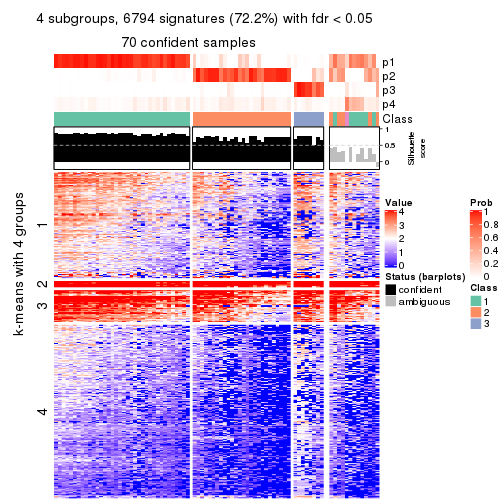 4 subgroups, 6794 signatures (72.2%) with fdr < 0.05
70 confident samples
p1
p2
p3
p4
Class
1
0.5
0
Silhouette
score
k-means with 4 groups
1
2
3
4
Value
4
3
2
1
0
Status (barplots)
confident
ambiguous
Prob
1
0.8
0.6
0.4
0.2
0
Class
1
2
3